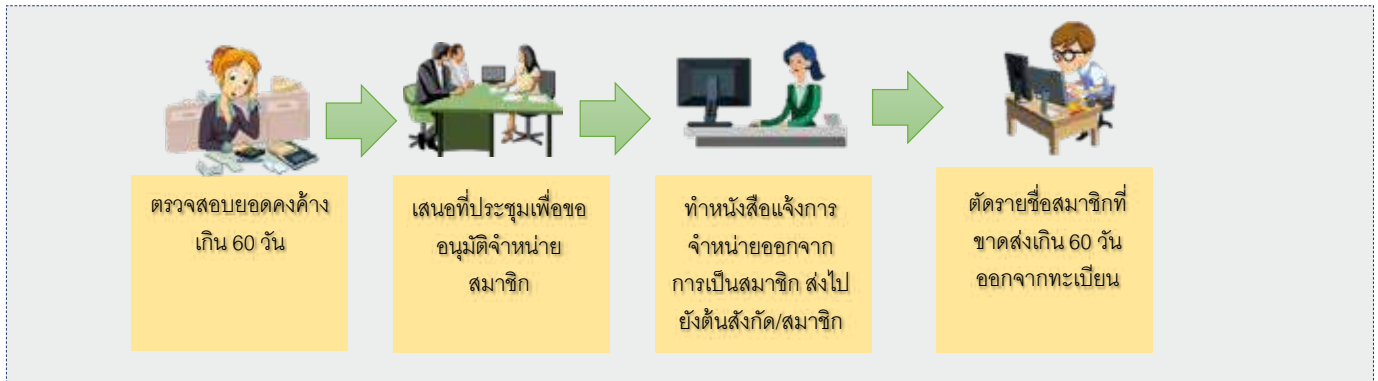 ตรวจสอบยอดคงค้าง
เกิน 60 วัน
เสนอที่ประชุมเพื่อขอ
อนุมัติจำหน่าย
สมาชิก
ทำหนังสือแจ้งการ
จำหน่ายออกจาก
การเป็นสมาชิก ส่งไป
ยังต้นสังกัด/สมาชิก
ตัดรายชื่อสมาชิกที่
ขาดส่งเกิน 60 วัน
ออกจากทะเบียน